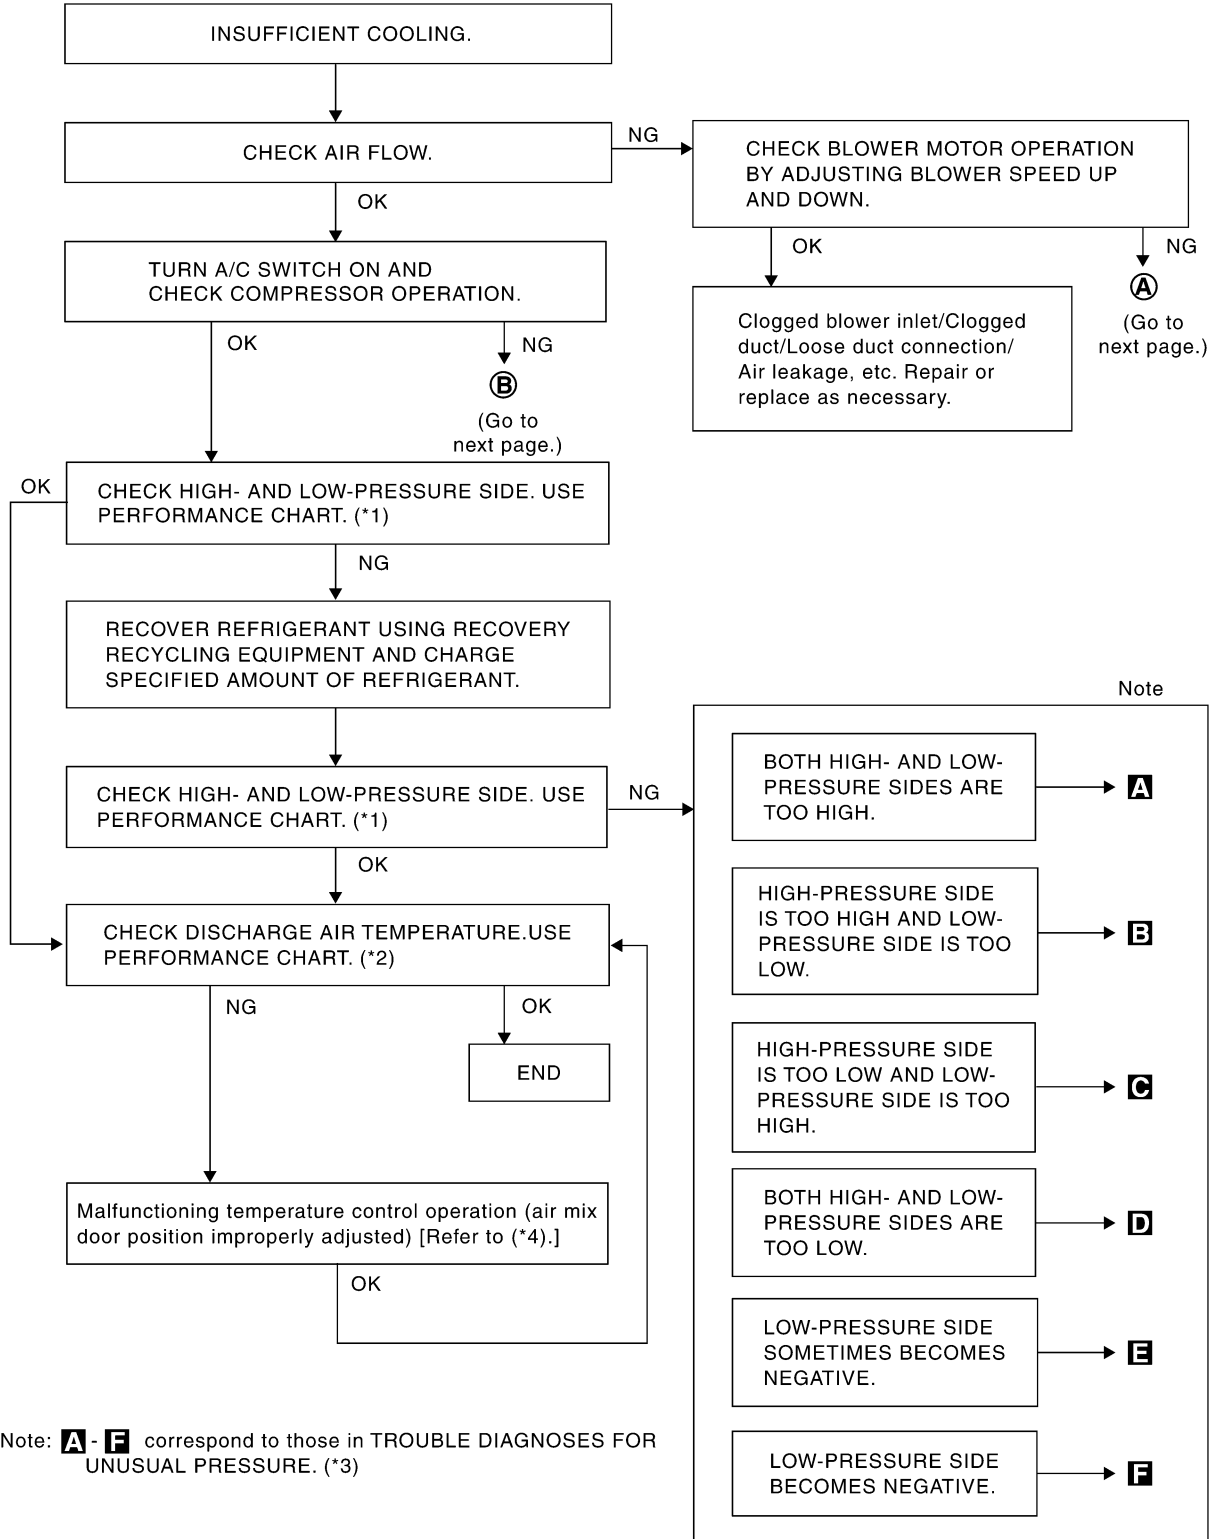 INSUFFICIENT COOLING.
CHECK AIR FLOW.
NG
CHECK BLOWER MOTOR OPERATION
BY ADJUSTING BLOWER SPEED UP
AND DOWN.
OK
TURN A/C SWITCH ON AND
CHECK COMPRESSOR OPERATION.
OK
NG
Clogged blower inlet/Clogged
duct/Loose duct connection/
Air leakage, etc. Repair or
replace as necessary.
A
(Go to
next page.)
OK
NG
B
(Go to
next page.)
OK
CHECK HIGH- AND LOW-PRESSURE SIDE. USE
PERFORMANCE CHART. (*1)
NG
RECOVER REFRIGERANT USING RECOVERY
RECYCLING EQUIPMENT AND CHARGE
SPECIFIED AMOUNT OF REFRIGERANT.
CHECK HIGH- AND LOW-PRESSURE SIDE. USE
PERFORMANCE CHART. (*1)
NG
OK
CHECK DISCHARGE AIR TEMPERATURE.USE
PERFORMANCE CHART. (*2)
NG
OK
END
Malfunctioning temperature control operation (air mix
door position improperly adjusted) [Refer to (*4).]
OK
Note
BOTH HIGH- AND LOW-
PRESSURE SIDES ARE
TOO HIGH.
A
HIGH-PRESSURE SIDE
IS TOO HIGH AND LOW-
PRESSURE SIDE IS TOO
LOW.
B
HIGH-PRESSURE SIDE
IS TOO LOW AND LOW-
PRESSURE SIDE IS TOO
HIGH.
C
BOTH HIGH- AND LOW-
PRESSURE SIDES ARE
TOO LOW.
D
LOW-PRESSURE SIDE
SOMETIMES BECOMES
NEGATIVE.
E
LOW-PRESSURE SIDE
BECOMES NEGATIVE.
F
Note: A - F correspond to those in TROUBLE DIAGNOSES FOR
UNUSUAL PRESSURE. (*3)